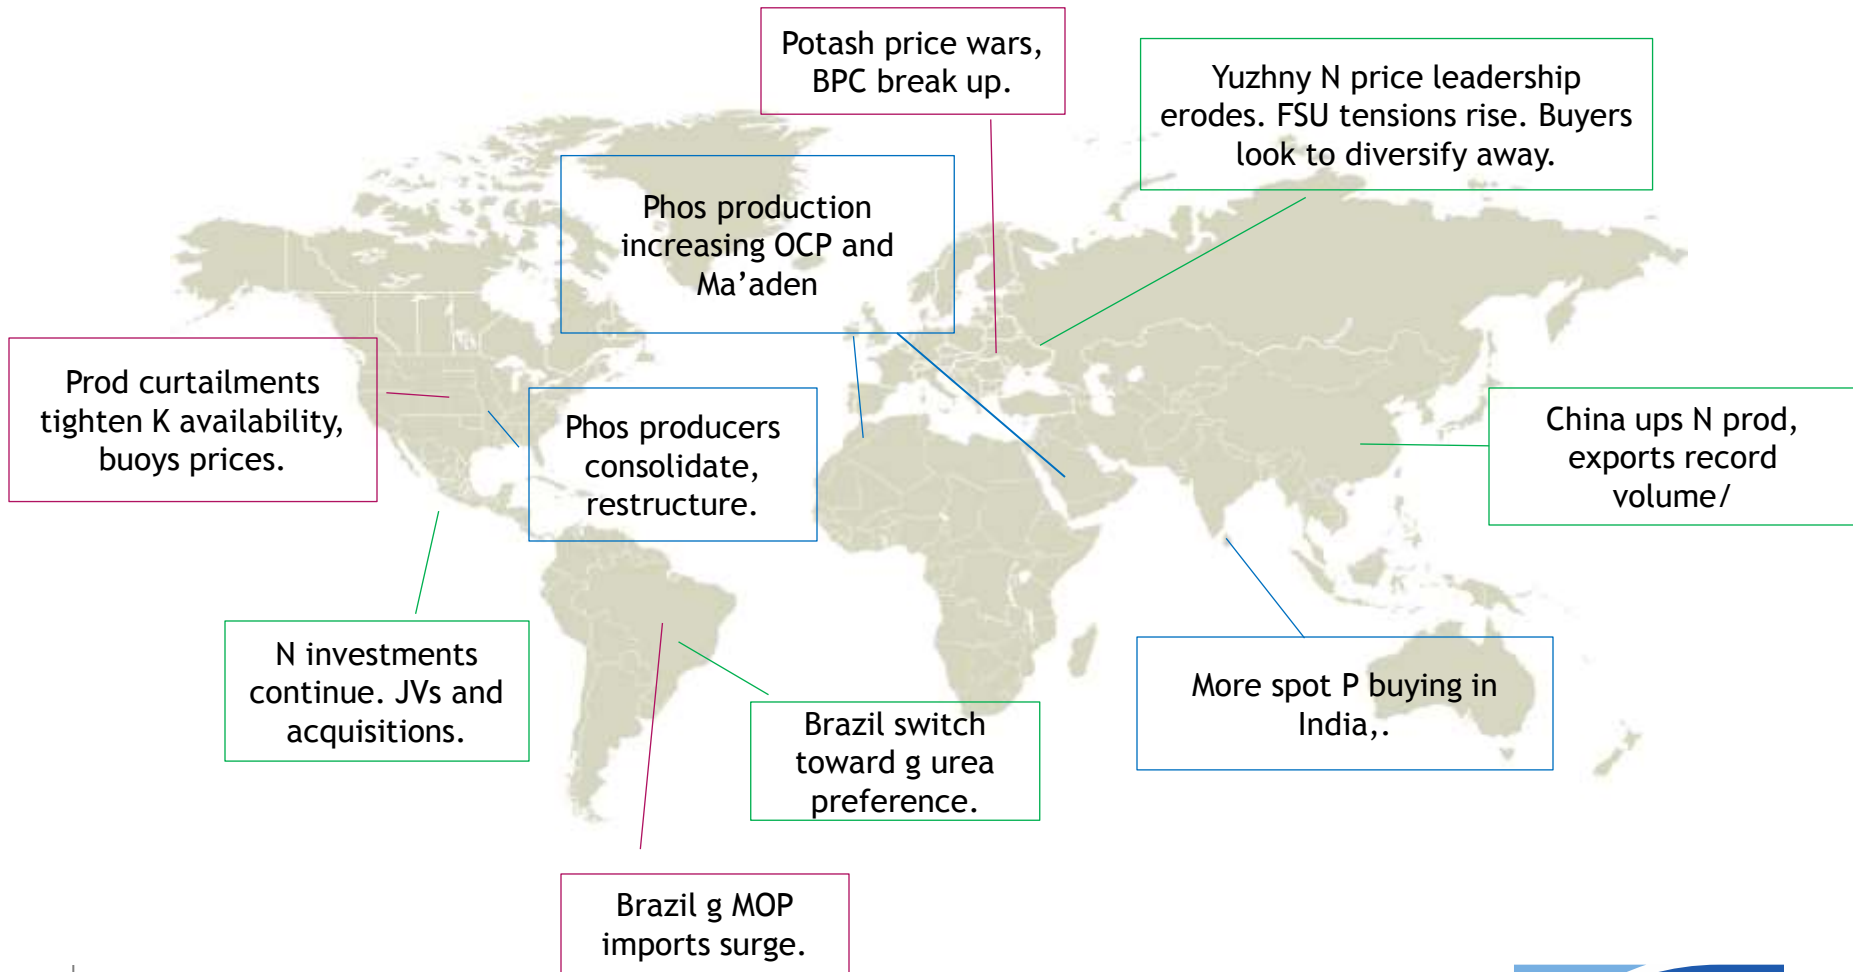 Potash price wars,
BPC break up.
Yuzhny N price leadership
erodes. FSU tensions rise. Buyers
look to diversify away.
Phos production
increasing OCP and
Ma’aden
Prod curtailments
tighten K availability,
buoys prices.
Phos producers
consolidate,
restructure.
China ups N prod,
exports record
volume/
N investments
continue. JVs and
acquisitions.
Brazil switch
toward g urea
preference.
More spot P buying in
India,.
Brazil g MOP
imports surge.